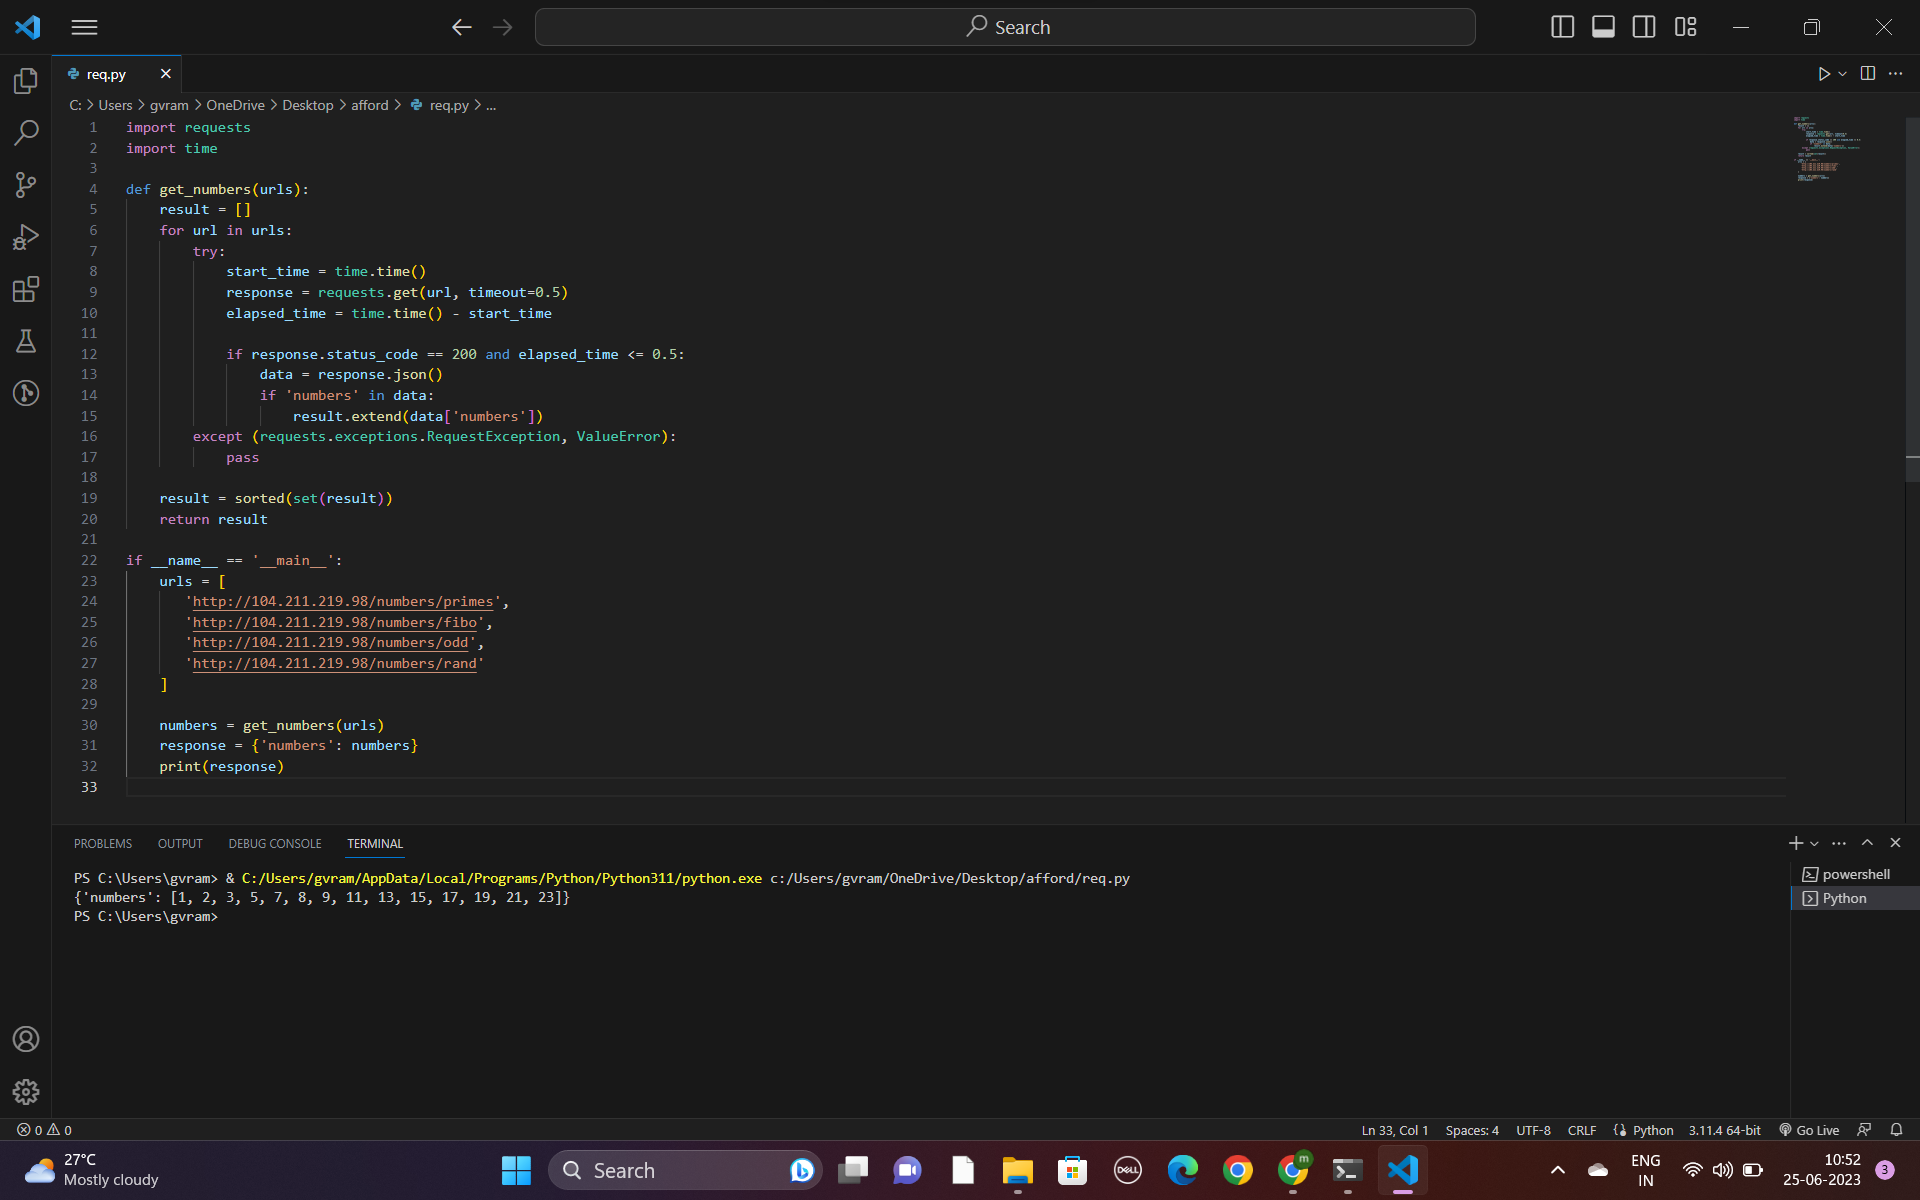 Search
req.py
C: > Users > gvram > OneDrive > Desktop > afford > req.py > ...
1 import requests
2 import time
3
4 def get_numbers(urls):
5     result = []
6     for url in urls:
7         try:
8             start_time = time.time()
9             response = requests.get(url, timeout=0.5)
10             elapsed_time = time.time() - start_time
11
12             if response.status_code == 200 and elapsed_time <= 0.5:
13                 data = response.json()
14                 if 'numbers' in data:
15                     result.extend(data['numbers'])
16         except (requests.exceptions.RequestException, ValueError):
17             pass
18
19     result = sorted(set(result))
20     return result
21
22 if __name__ == '__main__':
23     urls = [
24        'http://104.211.219.98/numbers/primes',
25        'http://104.211.219.98/numbers/fibo',
26        'http://104.211.219.98/numbers/odd',
27        'http://104.211.219.98/numbers/rand'
28     ]
29
30     numbers = get_numbers(urls)
31     response = {'numbers': numbers}
32     print(response)
33
PROBLEMS OUTPUT DEBUG CONSOLE TERMINAL
PS C:\Users\gvram> & C:/Users/gvram/AppData/Local/Programs/Python/Python311/python.exe c:/Users/gvram/OneDrive/Desktop/afford/req.py
{'numbers': [1, 2, 3, 5, 7, 8, 9, 11, 13, 15, 17, 19, 21, 23]}
PS C:\Users\gvram>
powershell
Python
0 0 Ln 33, Col 1 Spaces: 4 UTF-8 CRLF Python 3.11.4 64-bit Go Live
27°C
Mostly cloudy
Search
DELL
m
ENG
IN
10:52
25-06-2023
3